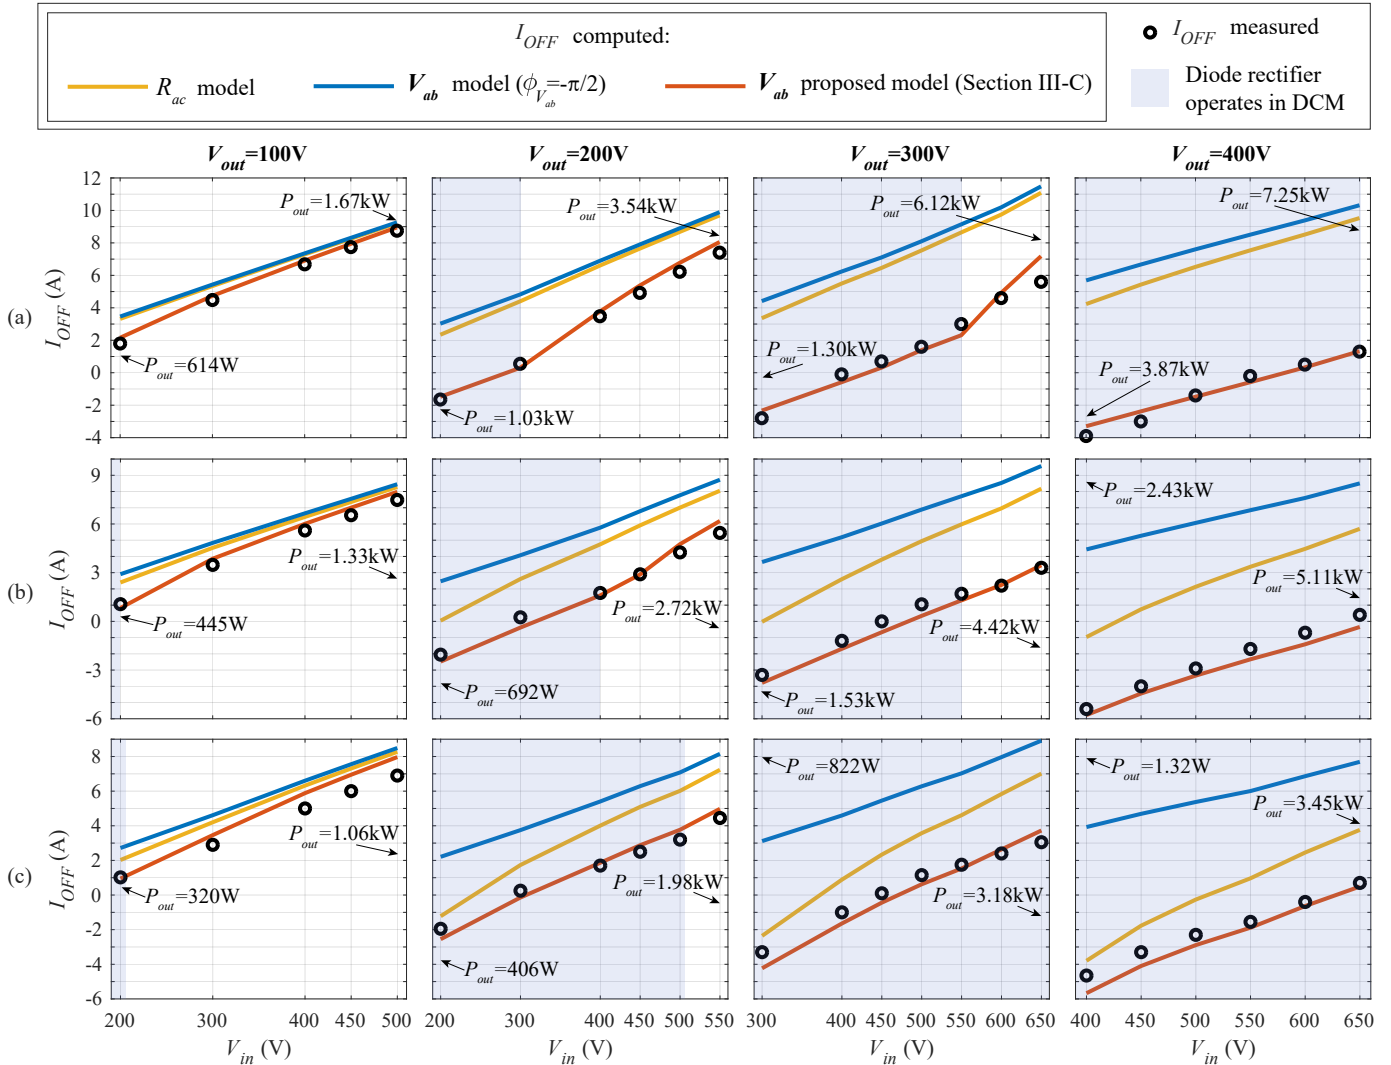 I_OFF computed:
R_ac model
V_ab model (ϕ_V_ab=-π/2)
V_ab proposed model (Section III-C)
I_OFF measured
Diode rectifier
operates in DCM
V_out=100V
V_out=200V
V_out=300V
V_out=400V
(a)
I_OFF (A)
12
10
8
6
4
2
0
-2
-4
P_out=1.67kW
P_out=614W
P_out=3.54kW
P_out=1.03kW
P_out=6.12kW
P_out=1.30kW
P_out=7.25kW
P_out=3.87kW
(b)
I_OFF (A)
9
6
3
0
-3
-6
P_out=1.33kW
P_out=445W
P_out=2.72kW
P_out=692W
P_out=4.42kW
P_out=1.53kW
P_out=2.43kW
P_out=5.11kW
(c)
I_OFF (A)
8
6
4
2
0
-2
-4
-6
P_out=1.06kW
P_out=320W
P_out=1.98kW
P_out=406W
P_out=822W
P_out=3.18kW
P_out=1.32kW
P_out=3.45kW
200 300 400 450 500
200 300 400 450 500 550
300 400 450 500 550 600 650
400 450 500 550 600 650
V_in (V)
V_in (V)
V_in (V)
V_in (V)